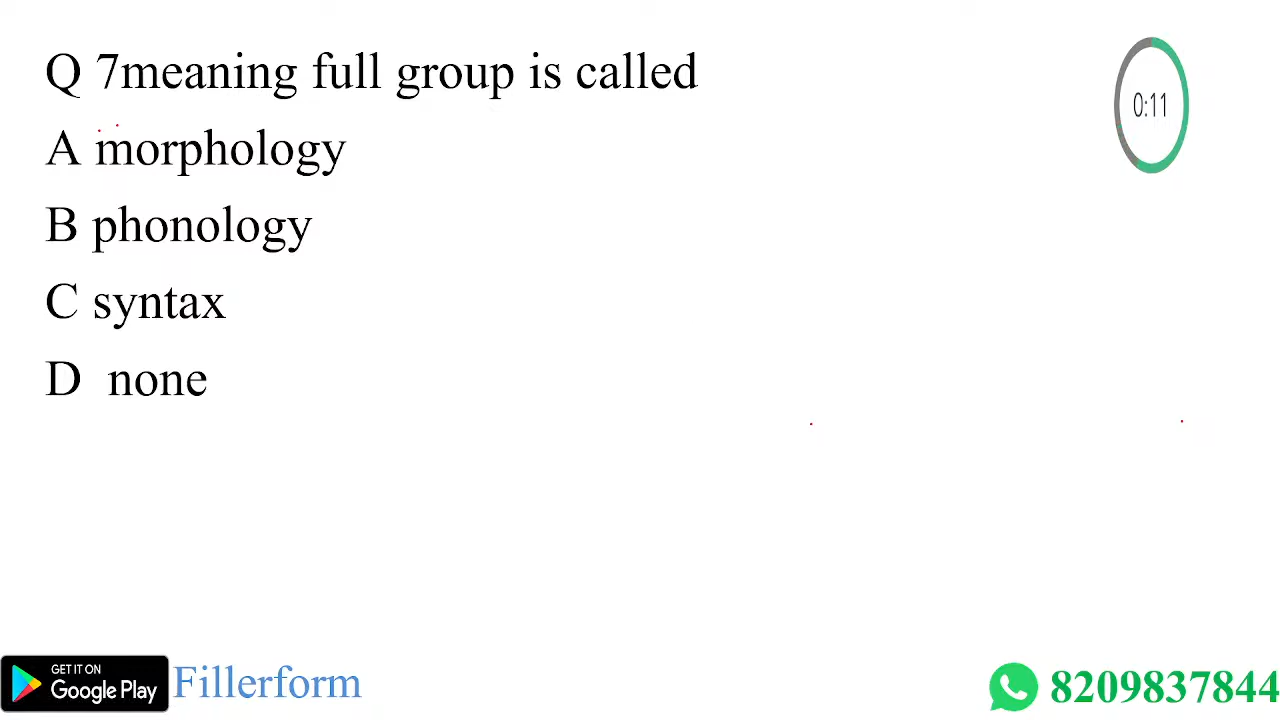 Q 7meaning full group is called
0:11
A morphology
B phonology
C syntax
D none
GET IT ON
Google Play
Fillerform
8209837844